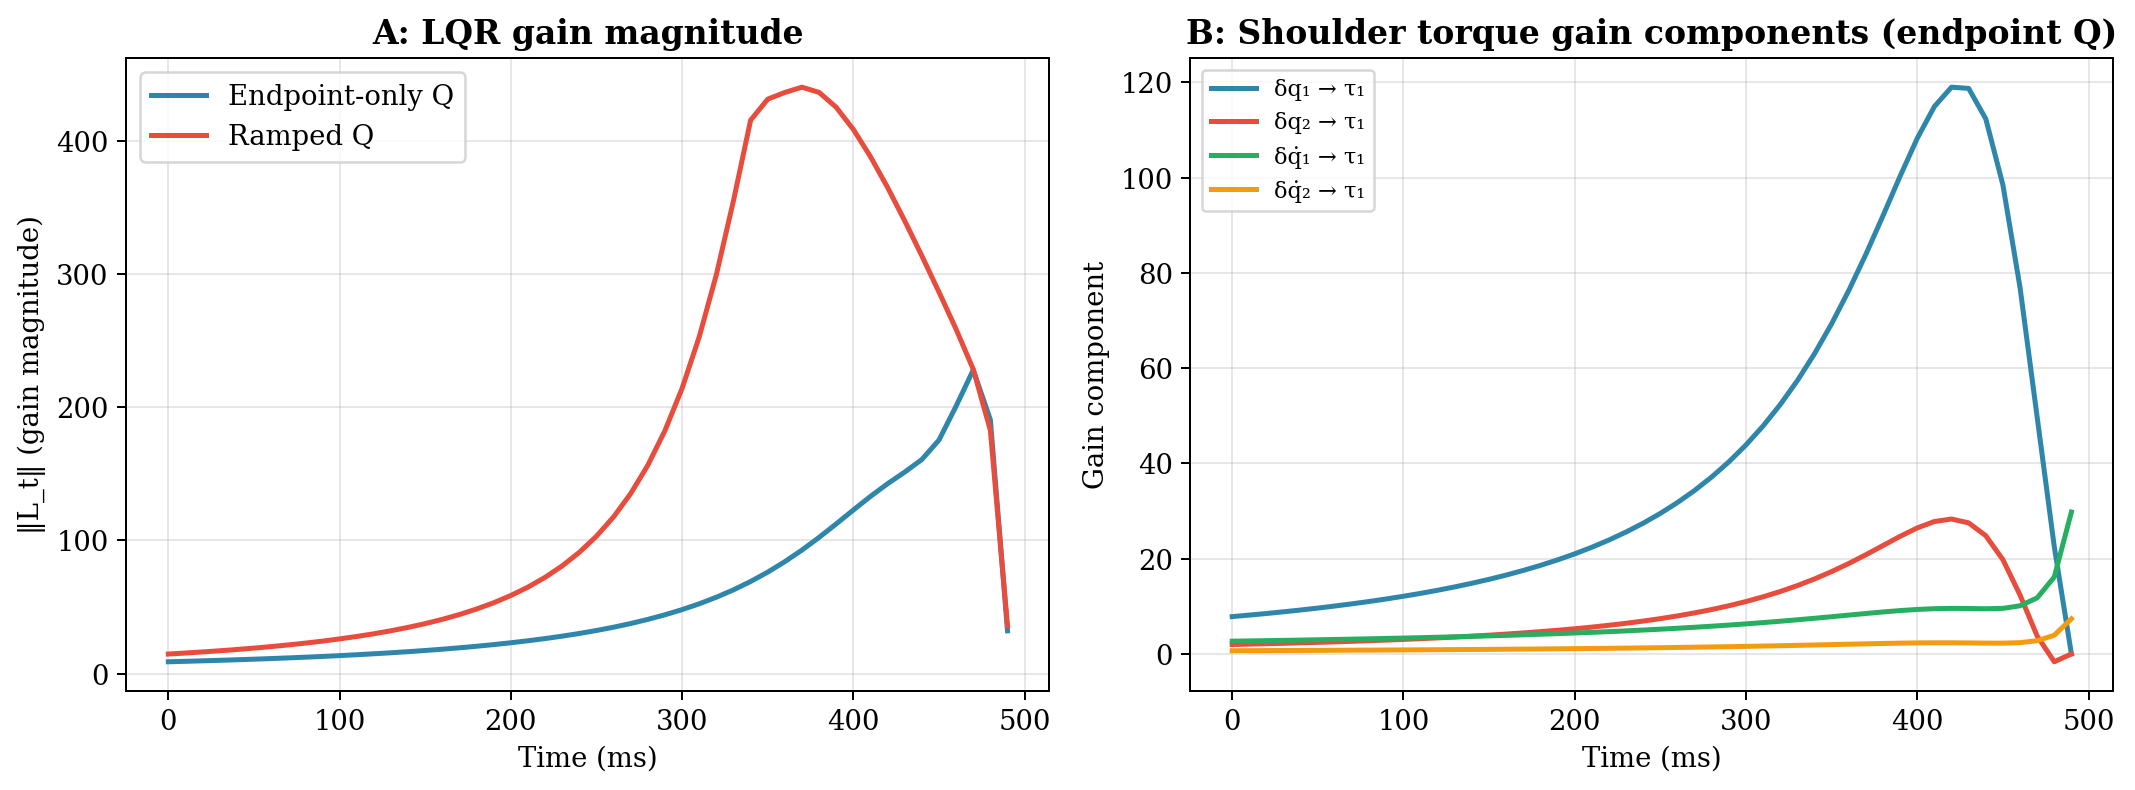 A: LQR gain magnitude
‖L_t‖ (gain magnitude)
400
300
200
100
0
Endpoint-only Q
Ramped Q
0 100 200 300 400 500
Time (ms)
B: Shoulder torque gain components (endpoint Q)
Gain component
120
100
80
60
40
20
0
δq₁ → τ₁
δq₂ → τ₁
δq̇₁ → τ₁
δq̇₂ → τ₁
0 100 200 300 400 500
Time (ms)